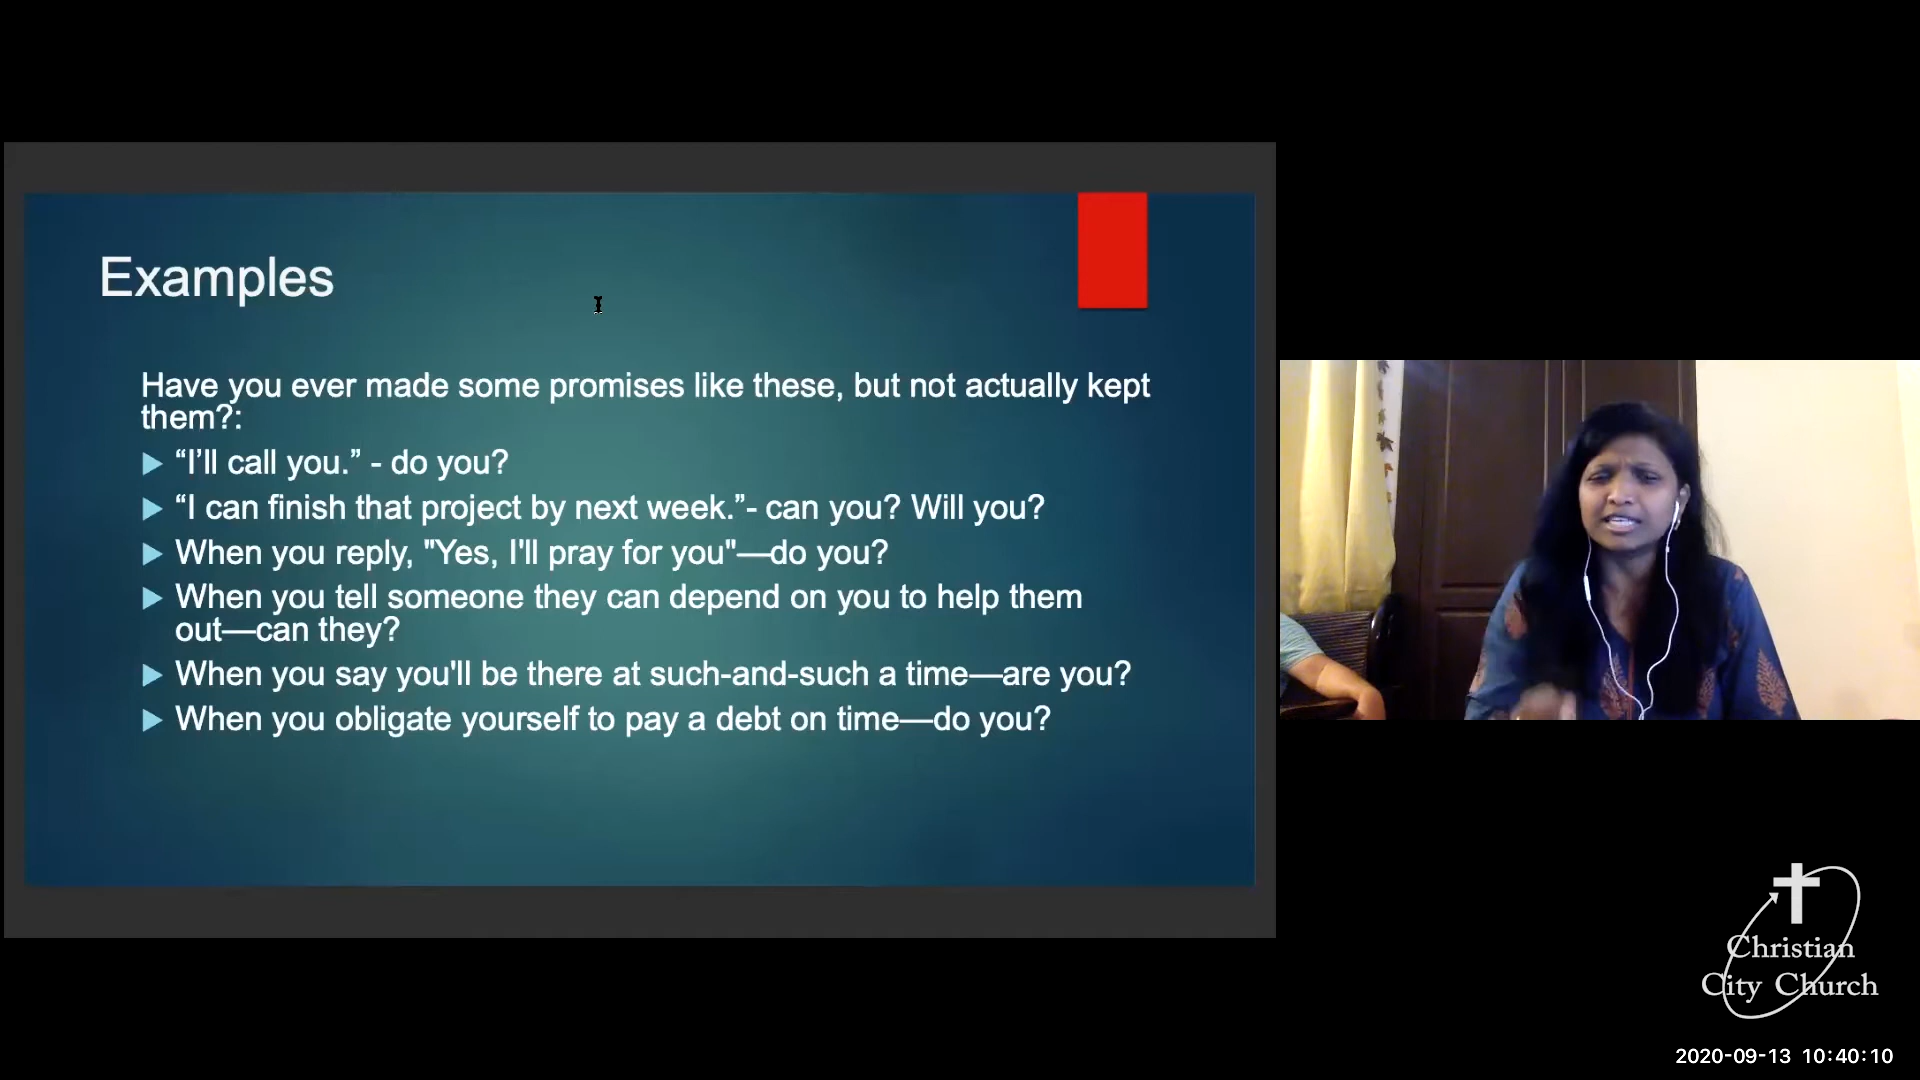 Examples
Have you ever made some promises like these, but not actually kept
them?:
“I’ll call you.” - do you?
“I can finish that project by next week.”- can you? Will you?
When you reply, "Yes, I'll pray for you"—do you?
When you tell someone they can depend on you to help them
out—can they?
When you say you'll be there at such-and-such a time—are you?
When you obligate yourself to pay a debt on time—do you?
Christian
City Church
2020-09-13 10:40:10